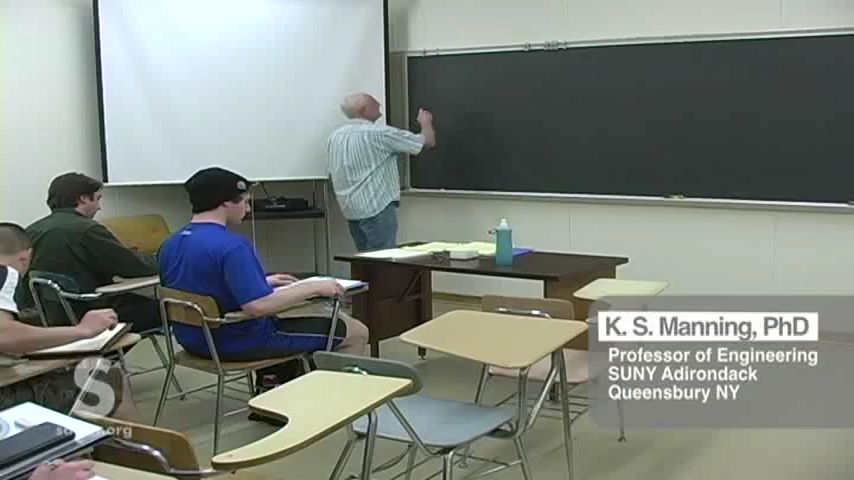 K. S. Manning, PhD
Professor of Engineering
SUNY Adirondack
Queensbury NY